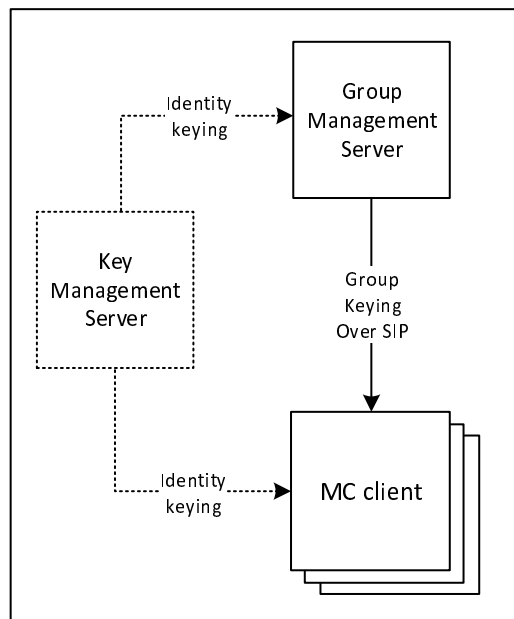 Identity
keying
Group
Management
Server
Key
Management
Server
Group
Keying
Over SIP
Identity
keying
MC client